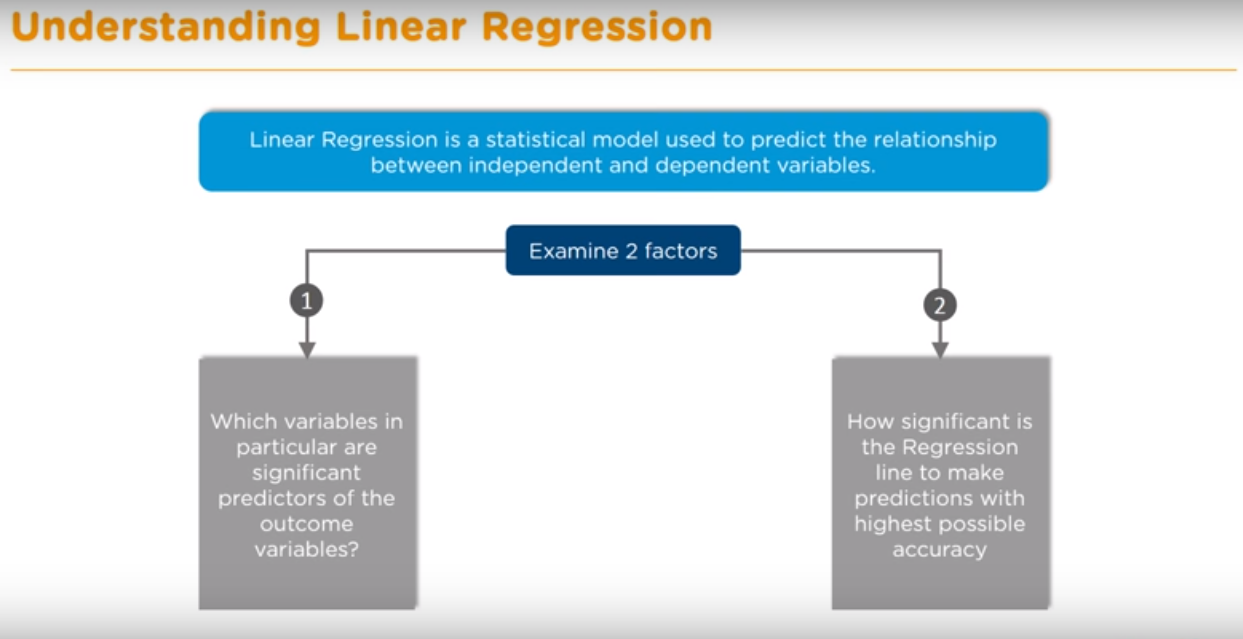 Understanding Linear Regression
Linear Regression is a statistical model used to predict the relationship
between independent and dependent variables.
Examine 2 factors
1
2
Which variables in
particular are
significant
predictors of the
outcome
variables?
How significant is
the Regression
line to make
predictions with
highest possible
accuracy